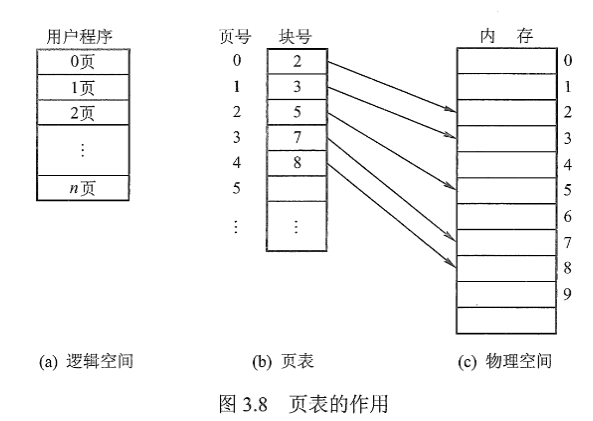 用户程序
0页
1页
2页
⋮
n页
(a) 逻辑空间
页号 块号
0 2
1 3
2 5
3 7
4 8
5
⋮ ⋮
(b) 页表
内 存
0
1
2
3
4
5
6
7
8
9
(c) 物理空间
图 3.8 页表的作用